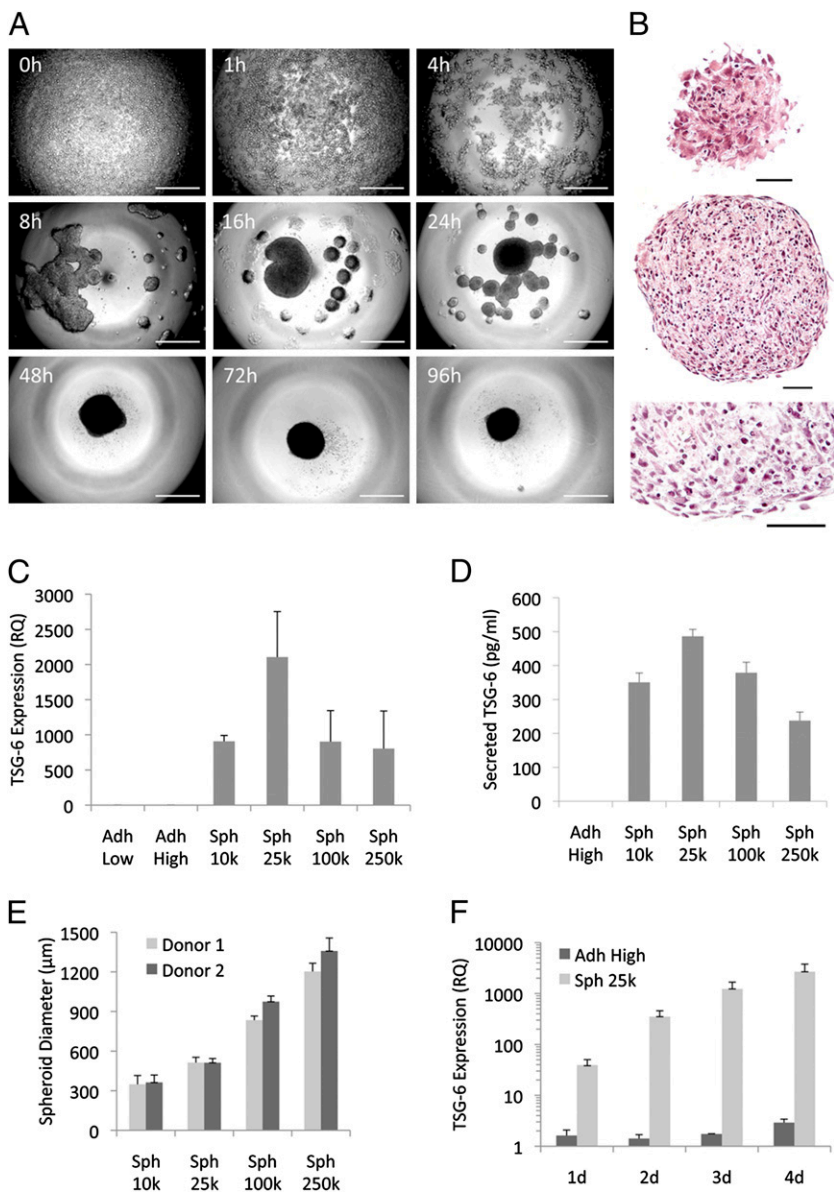 A
B
0h
1h
4h
8h
16h
24h
48h
72h
96h
C
TSG-6 Expression (RQ)
3000
2500
2000
1500
1000
500
0
Adh Low
Adh High
Sph 10k
Sph 25k
Sph 100k
Sph 250k
D
Secreted TSG-6 (pg/ml)
600
500
400
300
200
100
0
Adh High
Sph 10k
Sph 25k
Sph 100k
Sph 250k
E
Spheroid Diameter (μm)
1500
1200
900
600
300
0
Donor 1
Donor 2
Sph 10k
Sph 25k
Sph 100k
Sph 250k
F
TSG-6 Expression (RQ)
10000
1000
100
10
1
Adh High
Sph 25k
1d
2d
3d
4d